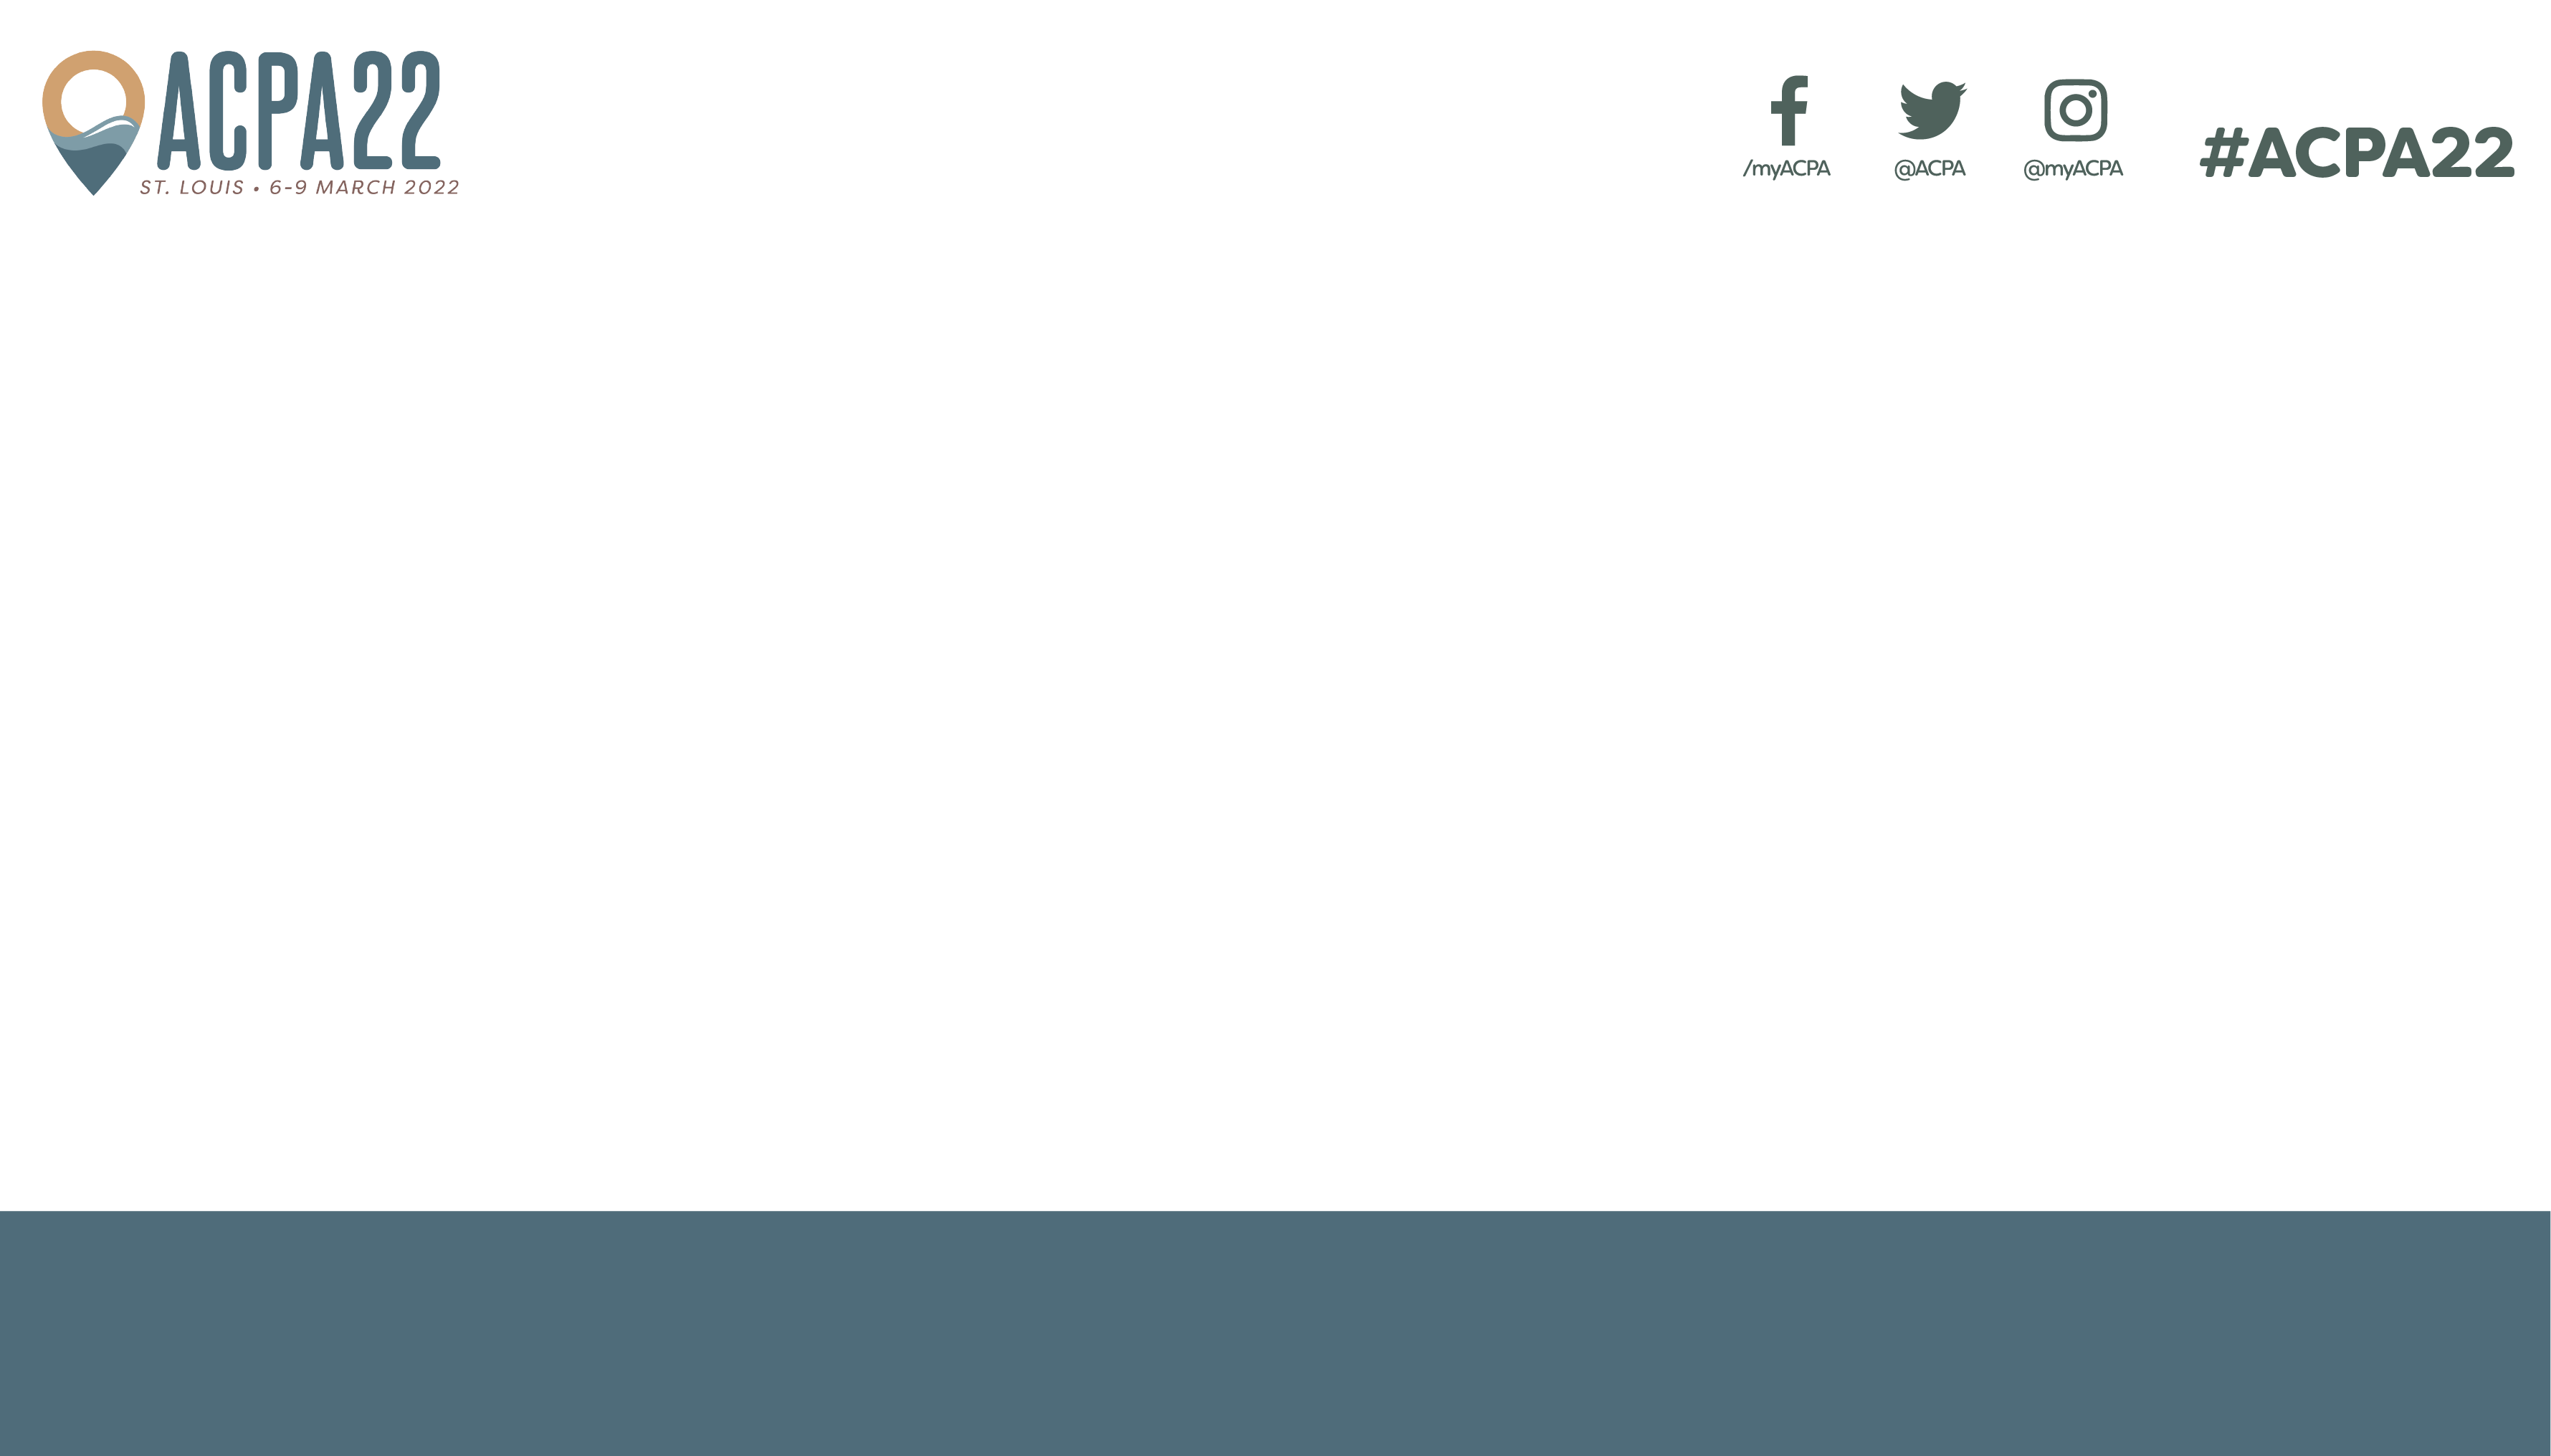 ACPA22
ST. LOUIS • 6-9 MARCH 2022
/myACPA
@ACPA
@myACPA
#ACPA22